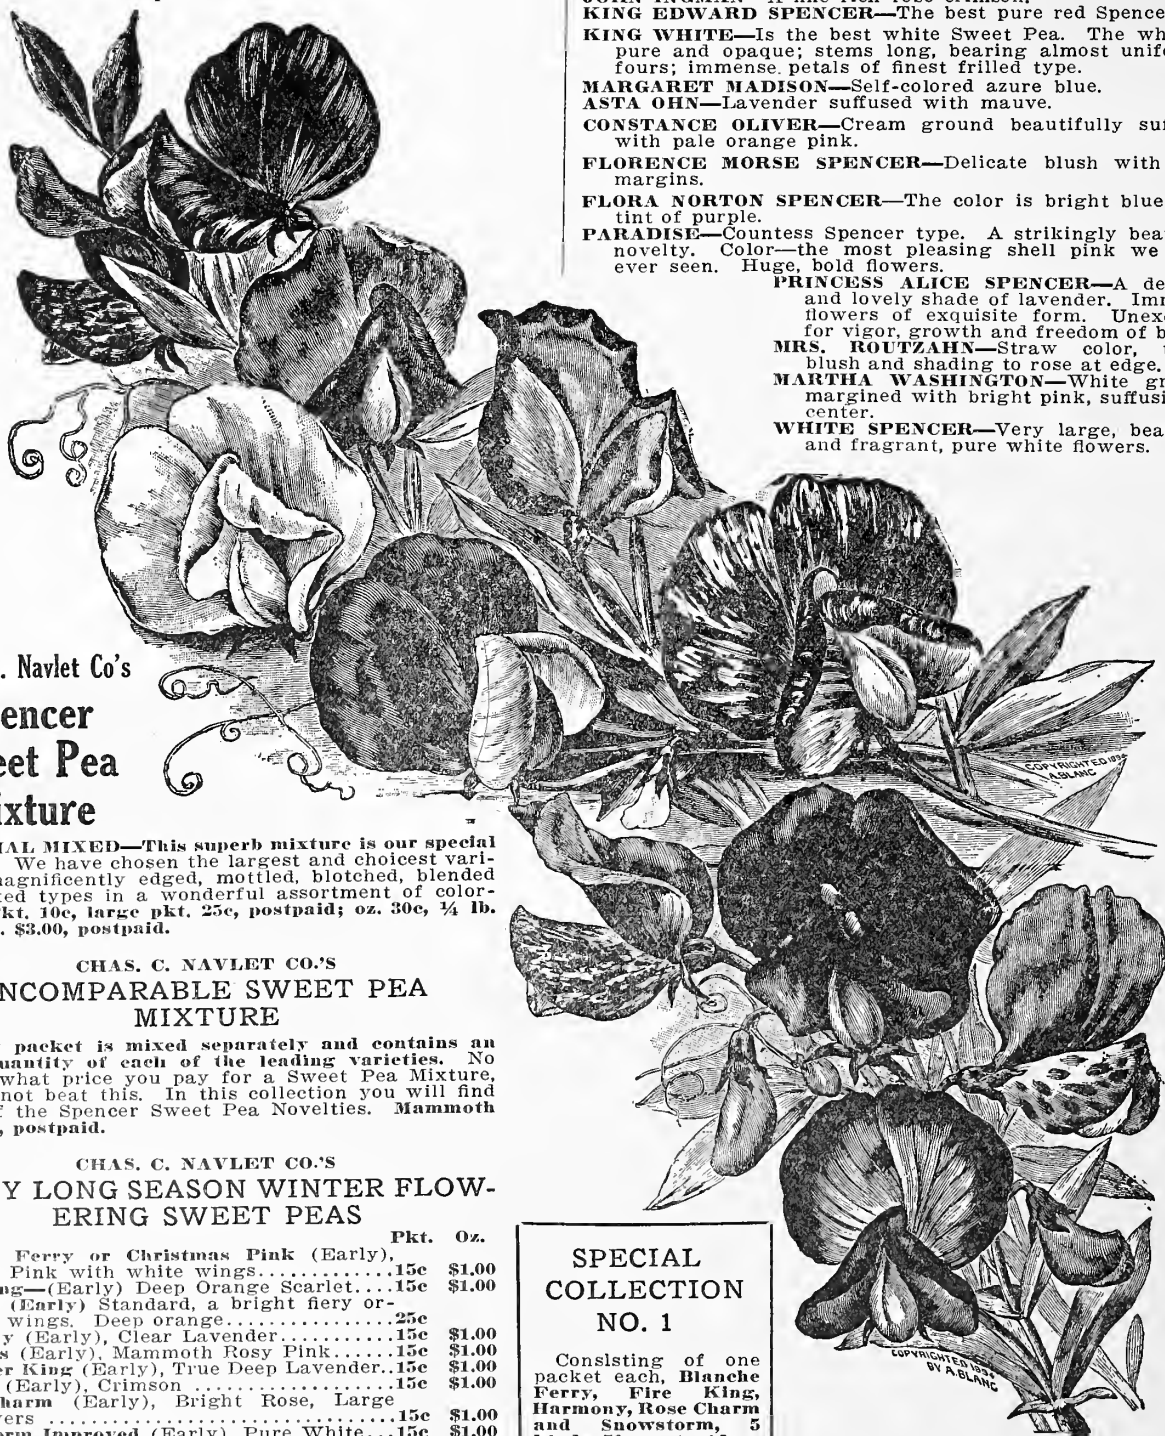 KING EDWARD SPENCER—The best pure red
KING WHITE—Is the best white Sweet Pea. The
pure and opaque; stems long, bearing almost
fours; immense. petals of finest frilled type.
MARGARET MADISON—Self-colored azure blue.
ASTA OHN—Lavender suffused with mauve.
CONSTANCE OLIVER—Cream ground beautifully
with pale orange pink.
FLORENCE MORSE SPENCER—Delicate blush with
margins.
FLORA NORTON SPENCER—The color is bright blue
tint of purple.
PARADISE—Countess Spencer type. A strikingly
novelty. Color—the most pleasing shell pink we
ever seen. Huge, bold flowers.
PRINCESS ALICE SPENCER—A
and lovely shade of lavender.
flowers of exquisite form.
for vigor, growth and freedom of
MRS. ROUTZAHN—Straw color,
blush and shading to rose at edge.
MARTHA WASHINGTON—White
margined with bright pink,
center.
WHITE SPENCER—Very large,
and fragrant, pure white flowers.
COPYRIGHTED 189
A.BLANC
. Navlet Co's
encer
eet Pea
ixture
IAL MIXED—This superb mixture is our special
We have chosen the largest and choicest vari-
agnificently edged, mottled, blotched, blended
ed types in a wonderful assortment of color-
kt. 10c, large pkt. 25c, postpaid; oz. 30c, ¼ lb.
. $3.00, postpaid.
CHAS. C. NAVLET CO.'S
NCOMPARABLE SWEET PEA
MIXTURE
packet is mixed separately and contains an
uantity of each of the leading varieties. No
what price you pay for a Sweet Pea Mixture,
not beat this. In this collection you will find
the Spencer Sweet Pea Novelties. Mammoth
, postpaid.
CHAS. C. NAVLET CO.'S
Y LONG SEASON WINTER FLOW-
ERING SWEET PEAS
Pkt. Oz.
Ferry or Christmas Pink (Early),
Pink with white wings.............15c $1.00
ng—(Early) Deep Orange Scarlet....15c $1.00
(Early) Standard, a bright fiery or-
wings. Deep orange................25c
y (Early), Clear Lavender...........15c $1.00
s (Early), Mammoth Rosy Pink......15c $1.00
r King (Early), True Deep Lavender..15c $1.00
(Early), Crimson ...................15c $1.00
harm (Early), Bright Rose, Large
ers .................................15c $1.00
rm Improved (Early), Pure White...15c $1.00
SPECIAL
COLLECTION
NO. 1
Consisting of one
packet each, Blanche
Ferry, Fire King,
Harmony, Rose Charm
and Snowstorm, 5
COPYRIGHTED 189
BY A.BLANC